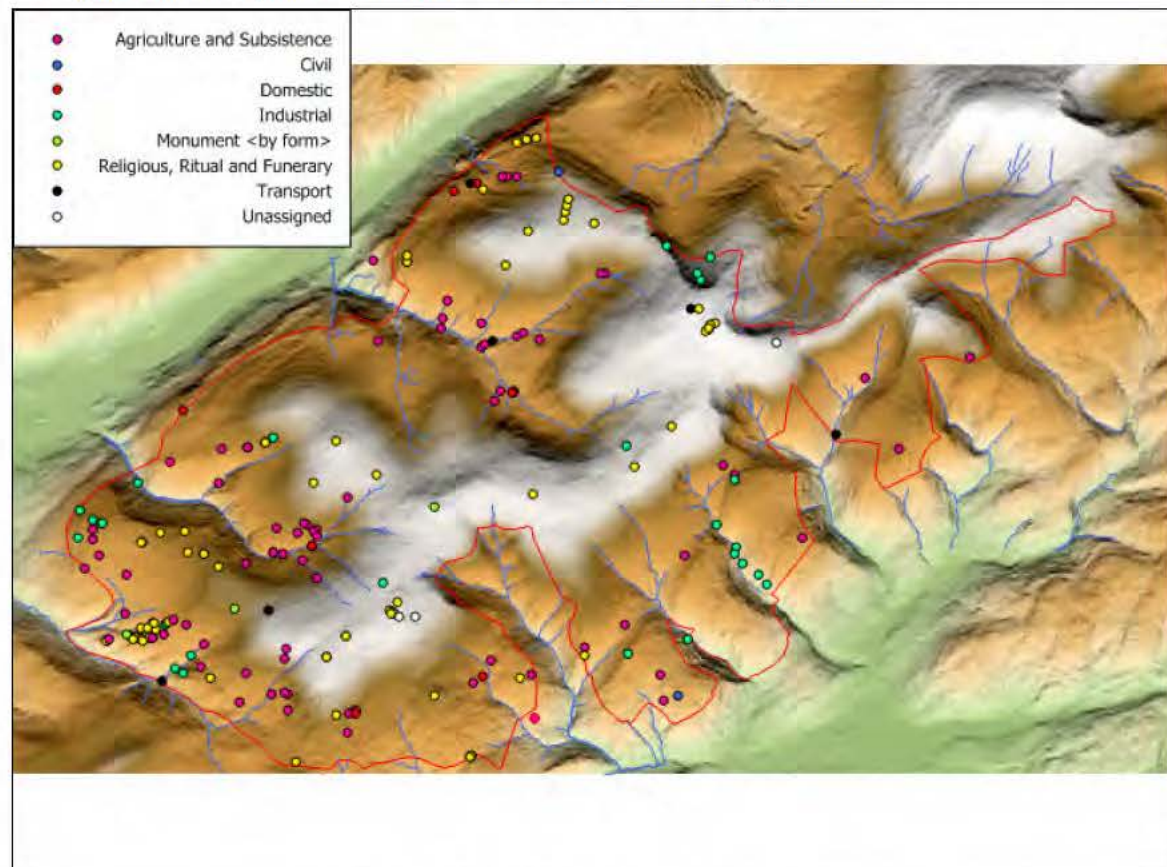 Agriculture and Subsistence
Civil
Domestic
Industrial
Monument <by form>
Religious, Ritual and Funerary
Transport
Unassigned